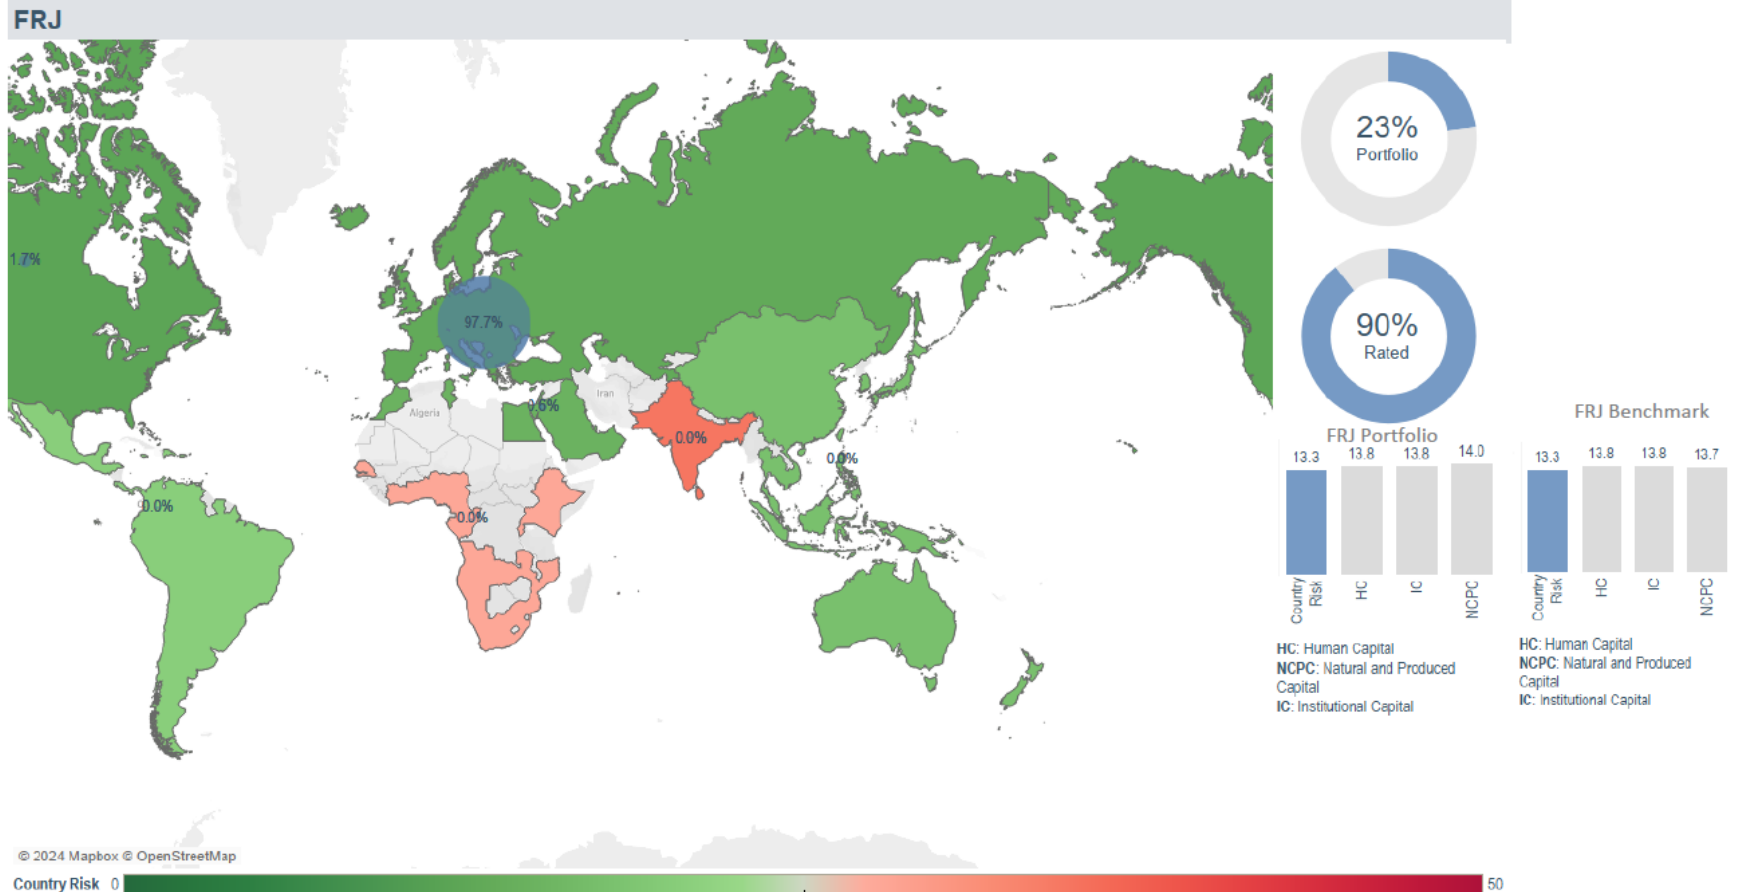 FRJ
1.7%
97.7%
Algeria
0.6%
Iran
0.0%
0.0%
0.0%
0.0%
23%
Portfolio
90%
Rated
FRJ Portfolio
13.3
13.8
13.8
14.0
Country
Risk
HC
IC
NCPC
HC: Human Capital
NCPC: Natural and Produced
Capital
IC: Institutional Capital
FRJ Benchmark
13.3
13.8
13.8
13.7
Country
Risk
HC
IC
NCPC
HC: Human Capital
NCPC: Natural and Produced
Capital
IC: Institutional Capital
© 2024 Mapbox © OpenStreetMap
Country Risk 0
50